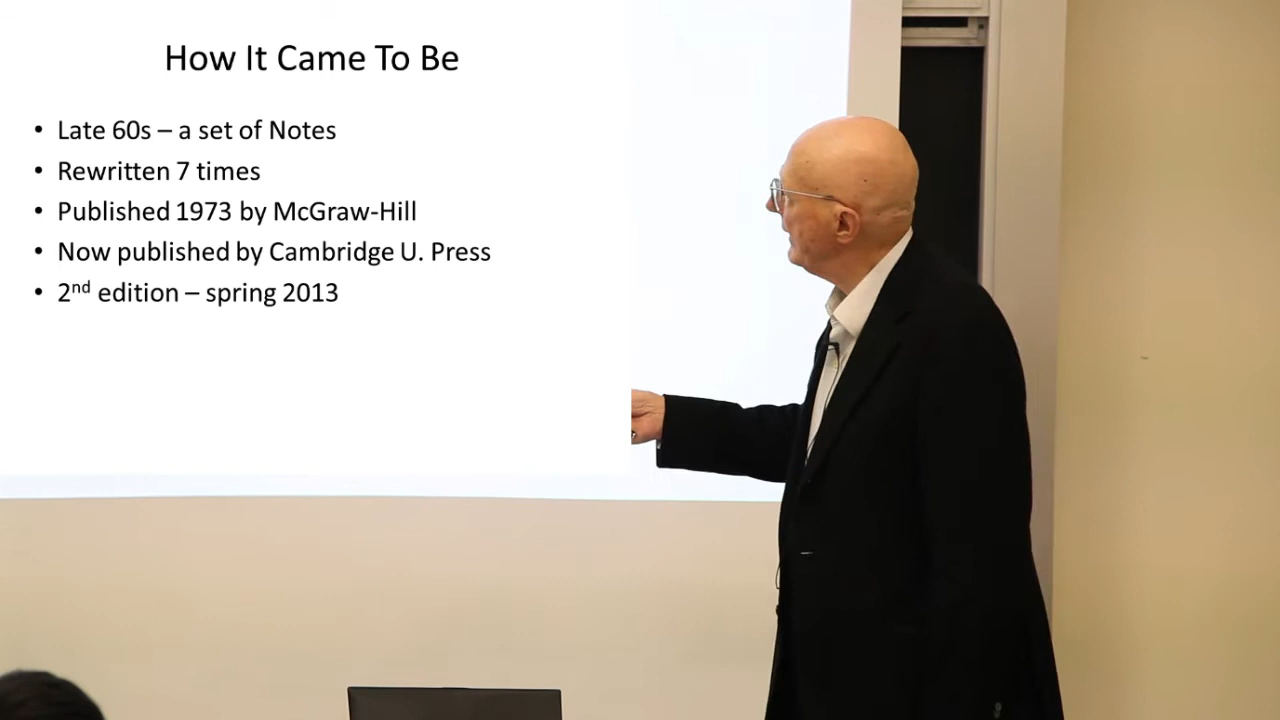 How It Came To Be
• Late 60s – a set of Notes
• Rewritten 7 times
• Published 1973 by McGraw-Hill
• Now published by Cambridge U. Press
• 2nd edition – spring 2013